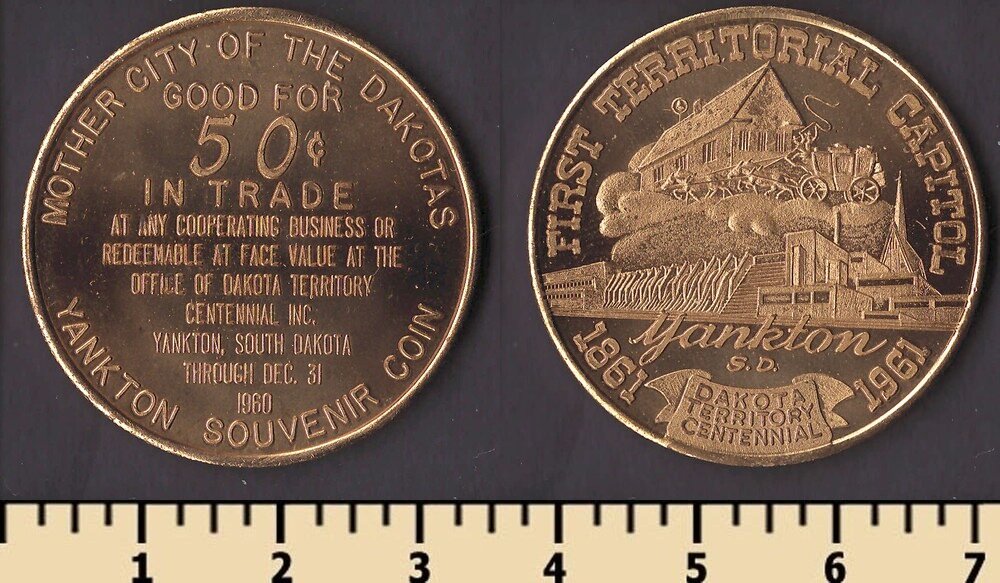 MOTHER CITY OF THE DAKOTAS
GOOD FOR
50¢
IN TRADE
AT ANY COOPERATING BUSINESS OR
REDEEMABLE AT FACE VALUE AT THE
OFFICE OF DAKOTA TERRITORY
CENTENNIAL INC.
YANKTON, SOUTH DAKOTA
THROUGH DEC. 31
1960
YANKTON SOUVENIR COIN
FIRST TERRITORIAL CAPITOL
Yankton
S.D.
1861 1961
DAKOTA
TERRITORY
CENTENNIAL
1 2 3 4 5 6 7